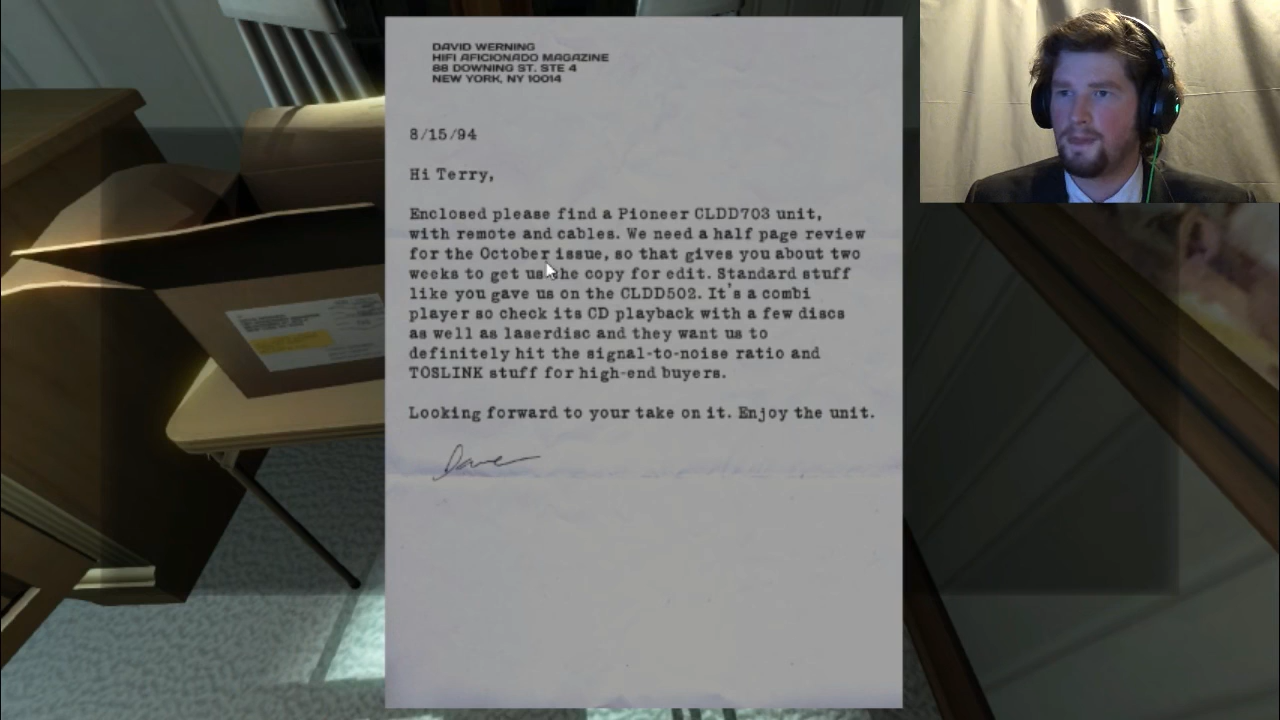 DAVID WERNING
HIFI AFICIONADO MAGAZINE
88 DOWNING ST. STE 4
NEW YORK, NY 10014
8/15/94
Hi Terry,
Enclosed please find a Pioneer CLDD703 unit,
with remote and cables. We need a half page review
for the October issue, so that gives you about two
weeks to get us the copy for edit. Standard stuff
like you gave us on the CLDD502. It's a combi
player so check its CD playback with a few discs
as well as laserdisc and they want us to
definitely hit the signal-to-noise ratio and
TOSLINK stuff for high-end buyers.
Looking forward to your take on it. Enjoy the unit.
Dave